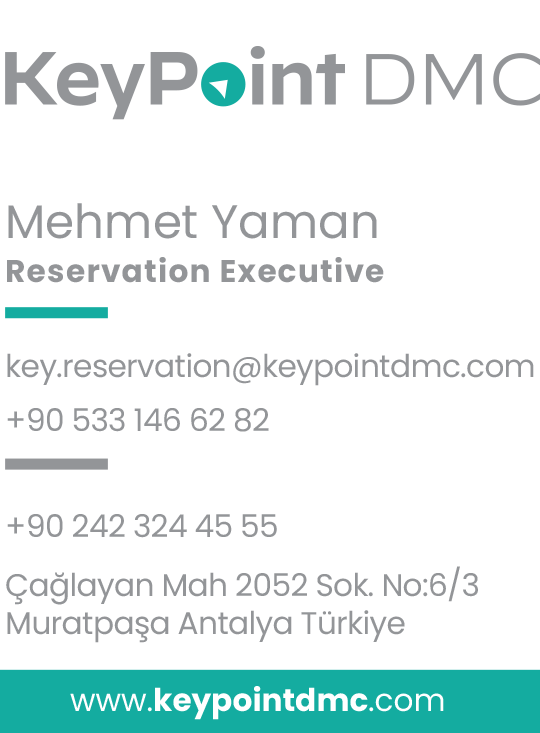 KeyPoint DMC
Mehmet Yaman
Reservation Executive
key.reservation@keypointdmc.com
+90 533 146 62 82
+90 242 324 45 55
Çağlayan Mah 2052 Sok. No:6/3
Muratpaşa Antalya Türkiye
www.keypointdmc.com